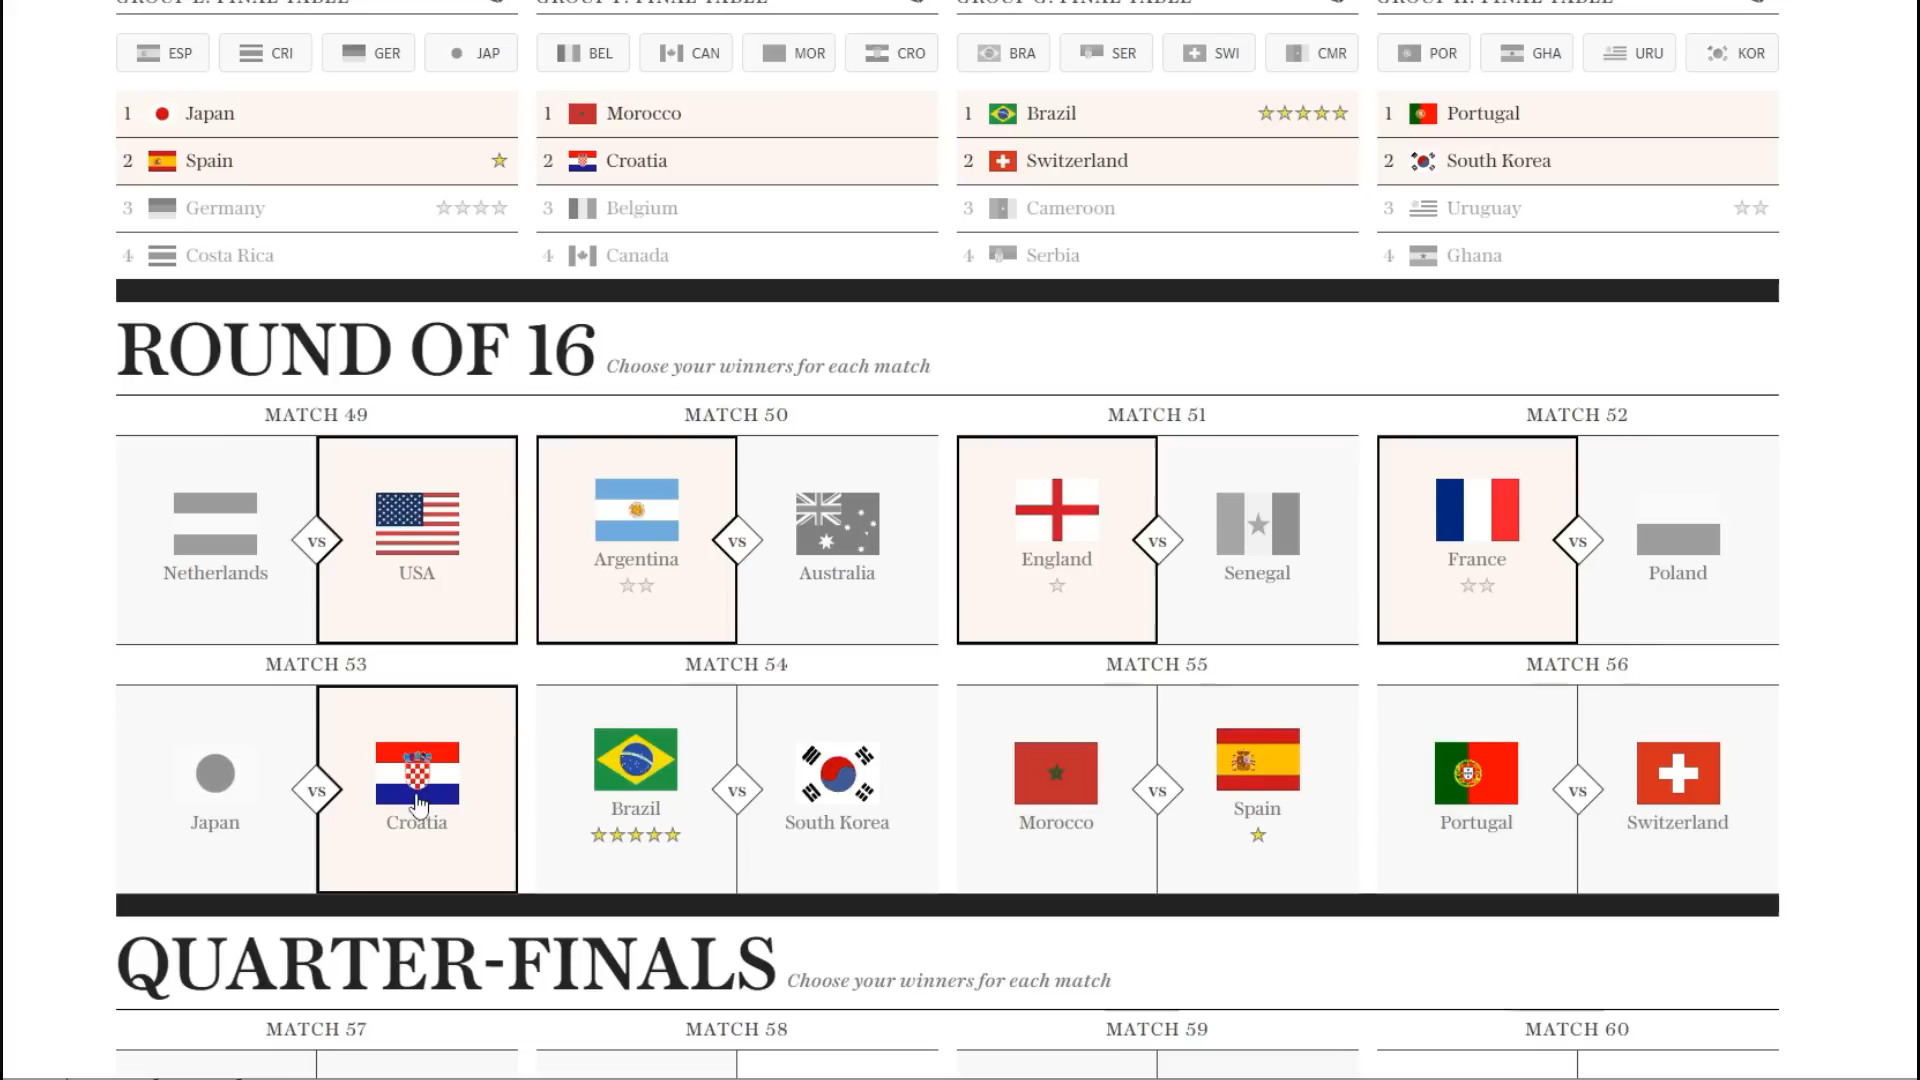 ESP CRI GER JAP BEL CAN MOR CRO BRA SER SWI CMR POR GHA URU KOR
1 Japan
2 Spain
3 Germany
4 Costa Rica
1 Morocco
2 Croatia
3 Belgium
4 Canada
1 Brazil
2 Switzerland
3 Cameroon
4 Serbia
1 Portugal
2 South Korea
3 Uruguay
4 Ghana
ROUND OF 16 Choose your winners for each match
MATCH 49 MATCH 50 MATCH 51 MATCH 52
Netherlands vs USA
Argentina vs Australia
England vs Senegal
France vs Poland
MATCH 53 MATCH 54 MATCH 55 MATCH 56
Japan vs Croatia
Brazil vs South Korea
Morocco vs Spain
Portugal vs Switzerland
QUARTER-FINALS Choose your winners for each match
MATCH 57 MATCH 58 MATCH 59 MATCH 60